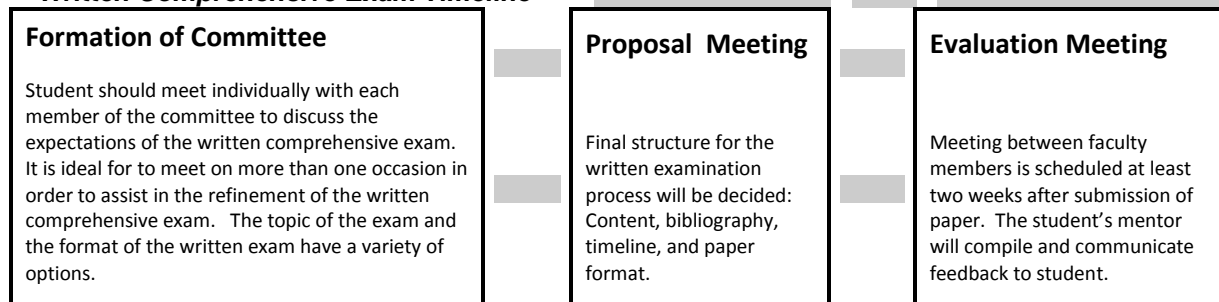 Written Comprehensive Exam Timeline
Formation of Committee
Student should meet individually with each
member of the committee to discuss the
expectations of the written comprehensive exam.
It is ideal for to meet on more than one occasion in
order to assist in the refinement of the written
comprehensive exam.   The topic of the exam and
the format of the written exam have a variety of
options.
Proposal  Meeting
Final structure for the
written examination
process will be decided:
Content, bibliography,
timeline, and paper
format.
Evaluation Meeting
Meeting between faculty
members is scheduled at least
two weeks after submission of
paper.  The student’s mentor
will compile and communicate
feedback to student.